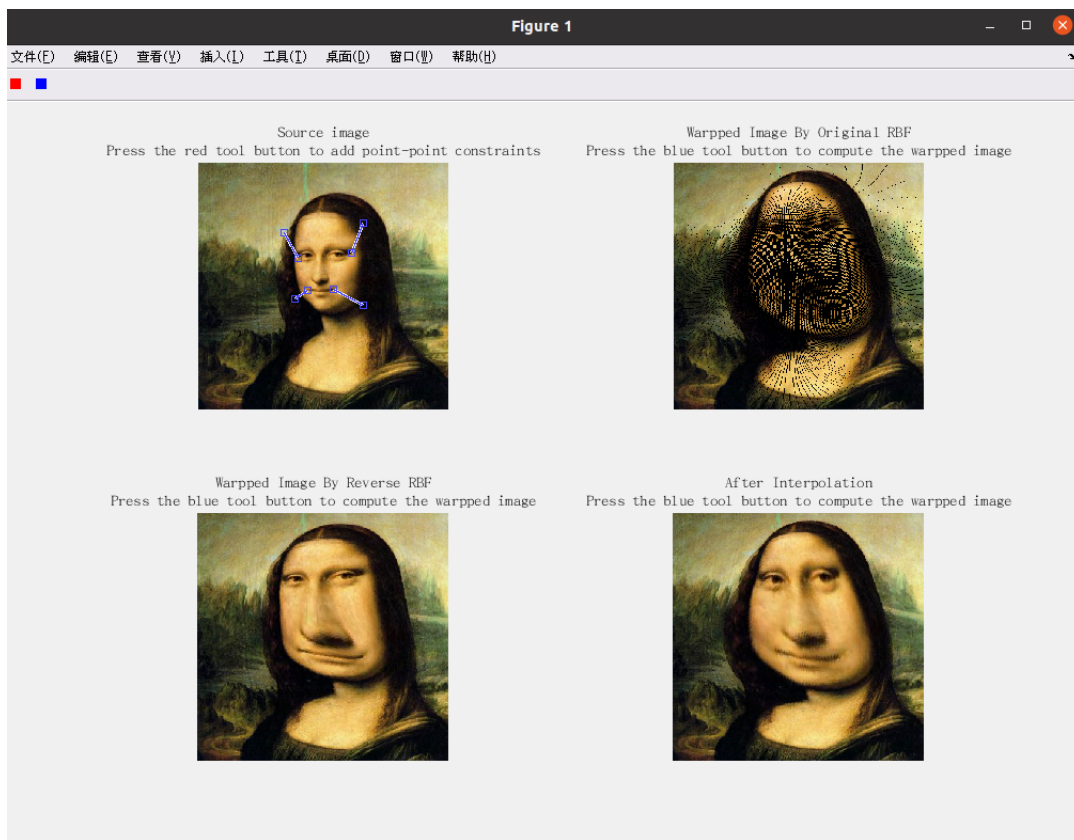 Figure 1
文件(F) 编辑(E) 查看(V) 插入(I) 工具(T) 桌面(D) 窗口(W) 帮助(H)
Source image
Press the red tool button to add point-point constraints
Warpped Image By Original RBF
Press the blue tool button to compute the warpped image
Warpped Image By Reverse RBF
Press the blue tool button to compute the warpped image
After Interpolation
Press the blue tool button to compute the warpped image